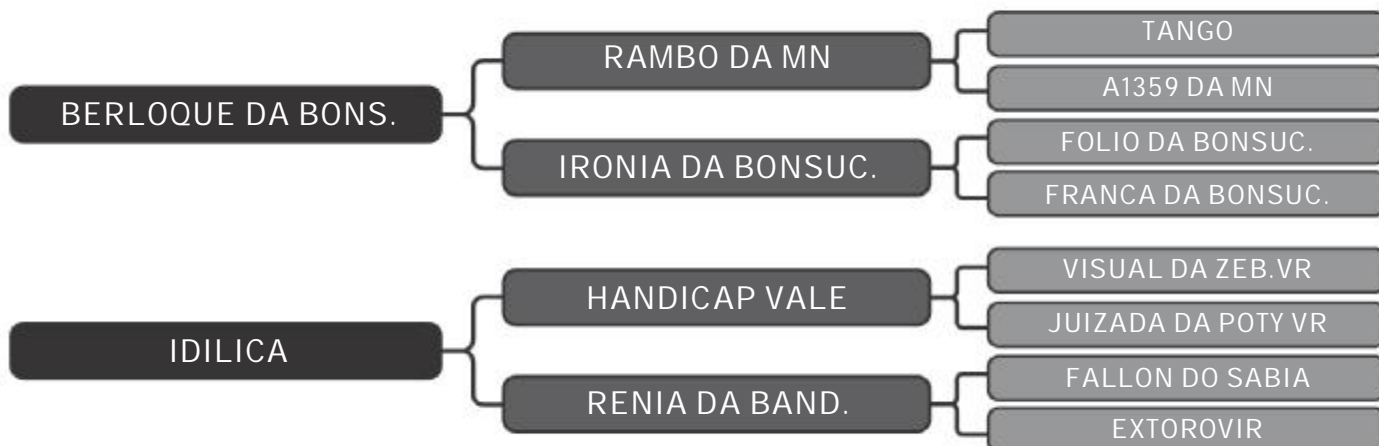 BERLOQUE DA BONS.
RAMBO DA MN
TANGO
A1359 DA MN
IRONIA DA BONSUC.
FOLIO DA BONSUC.
FRANCA DA BONSUC.
IDILICA
HANDICAP VALE
VISUAL DA ZEB.VR
JUIZADA DA POTY VR
RENIA DA BAND.
FALLON DO SABIA
EXTOROVIR